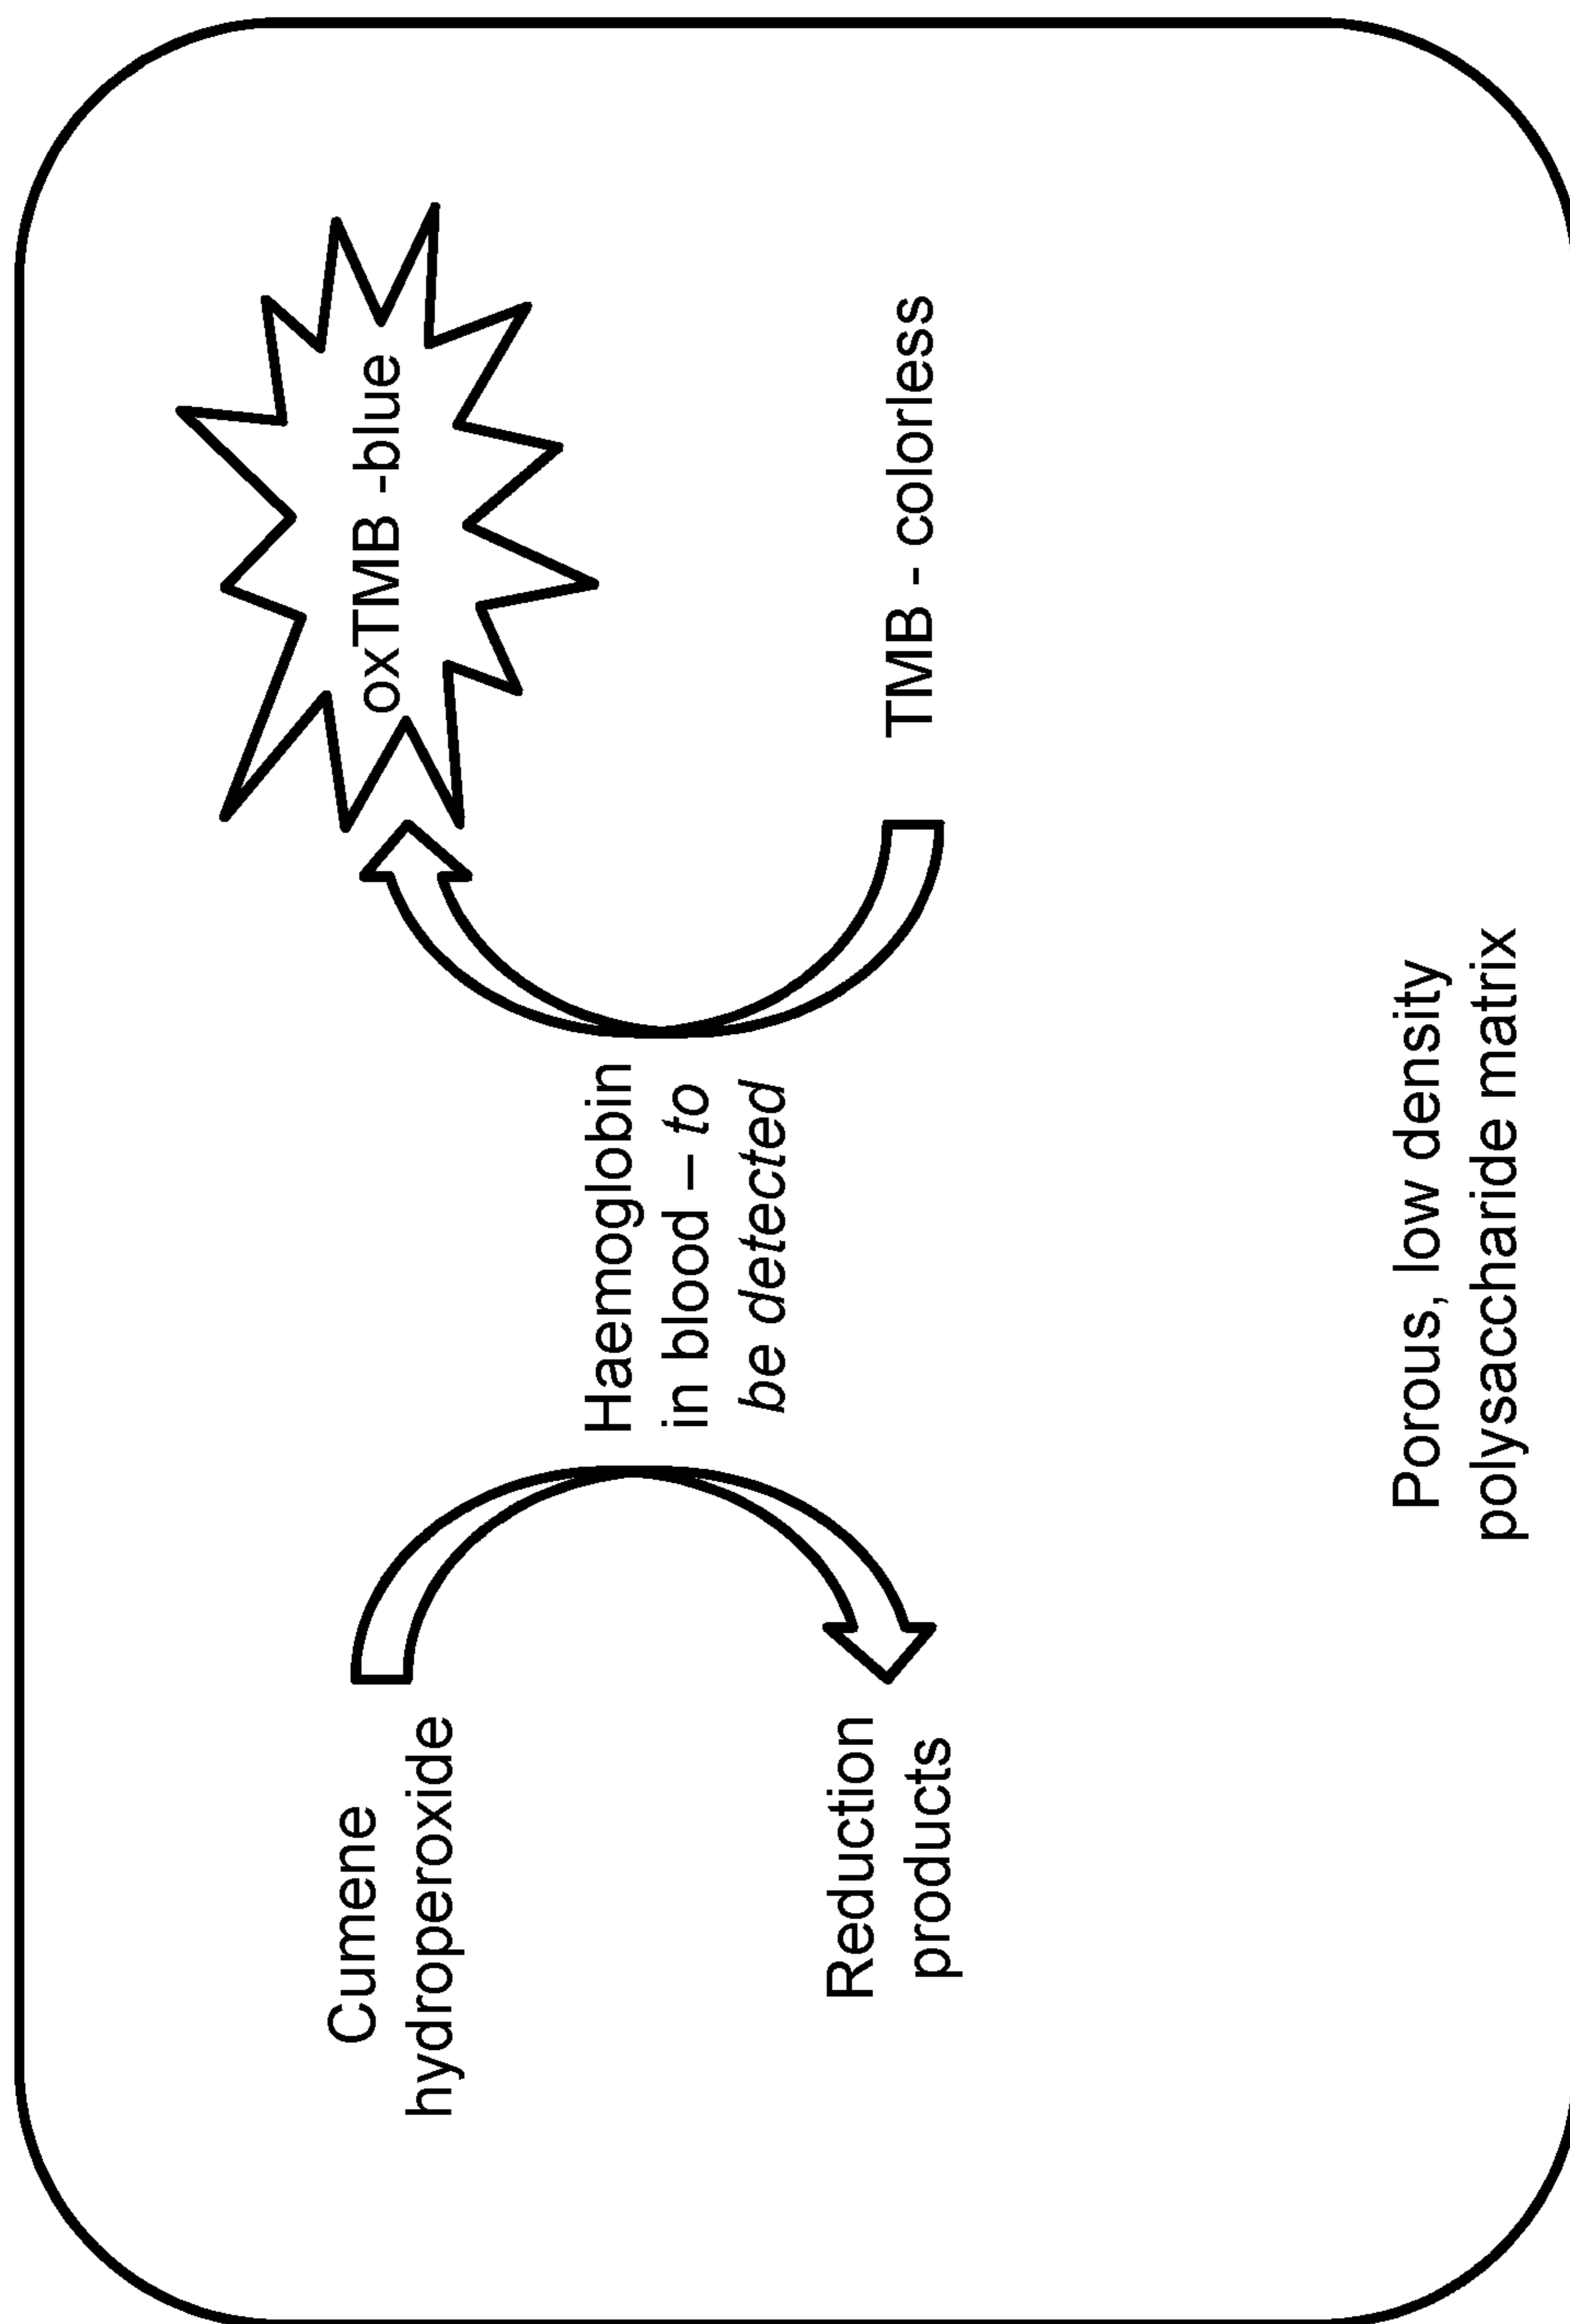 Cumene
hydroperoxide
oxTMB -blue
Haemoglobin
in blood – to
be detected
Reduction
products
TMB - colorless
Porous, low density
polysaccharide matrix